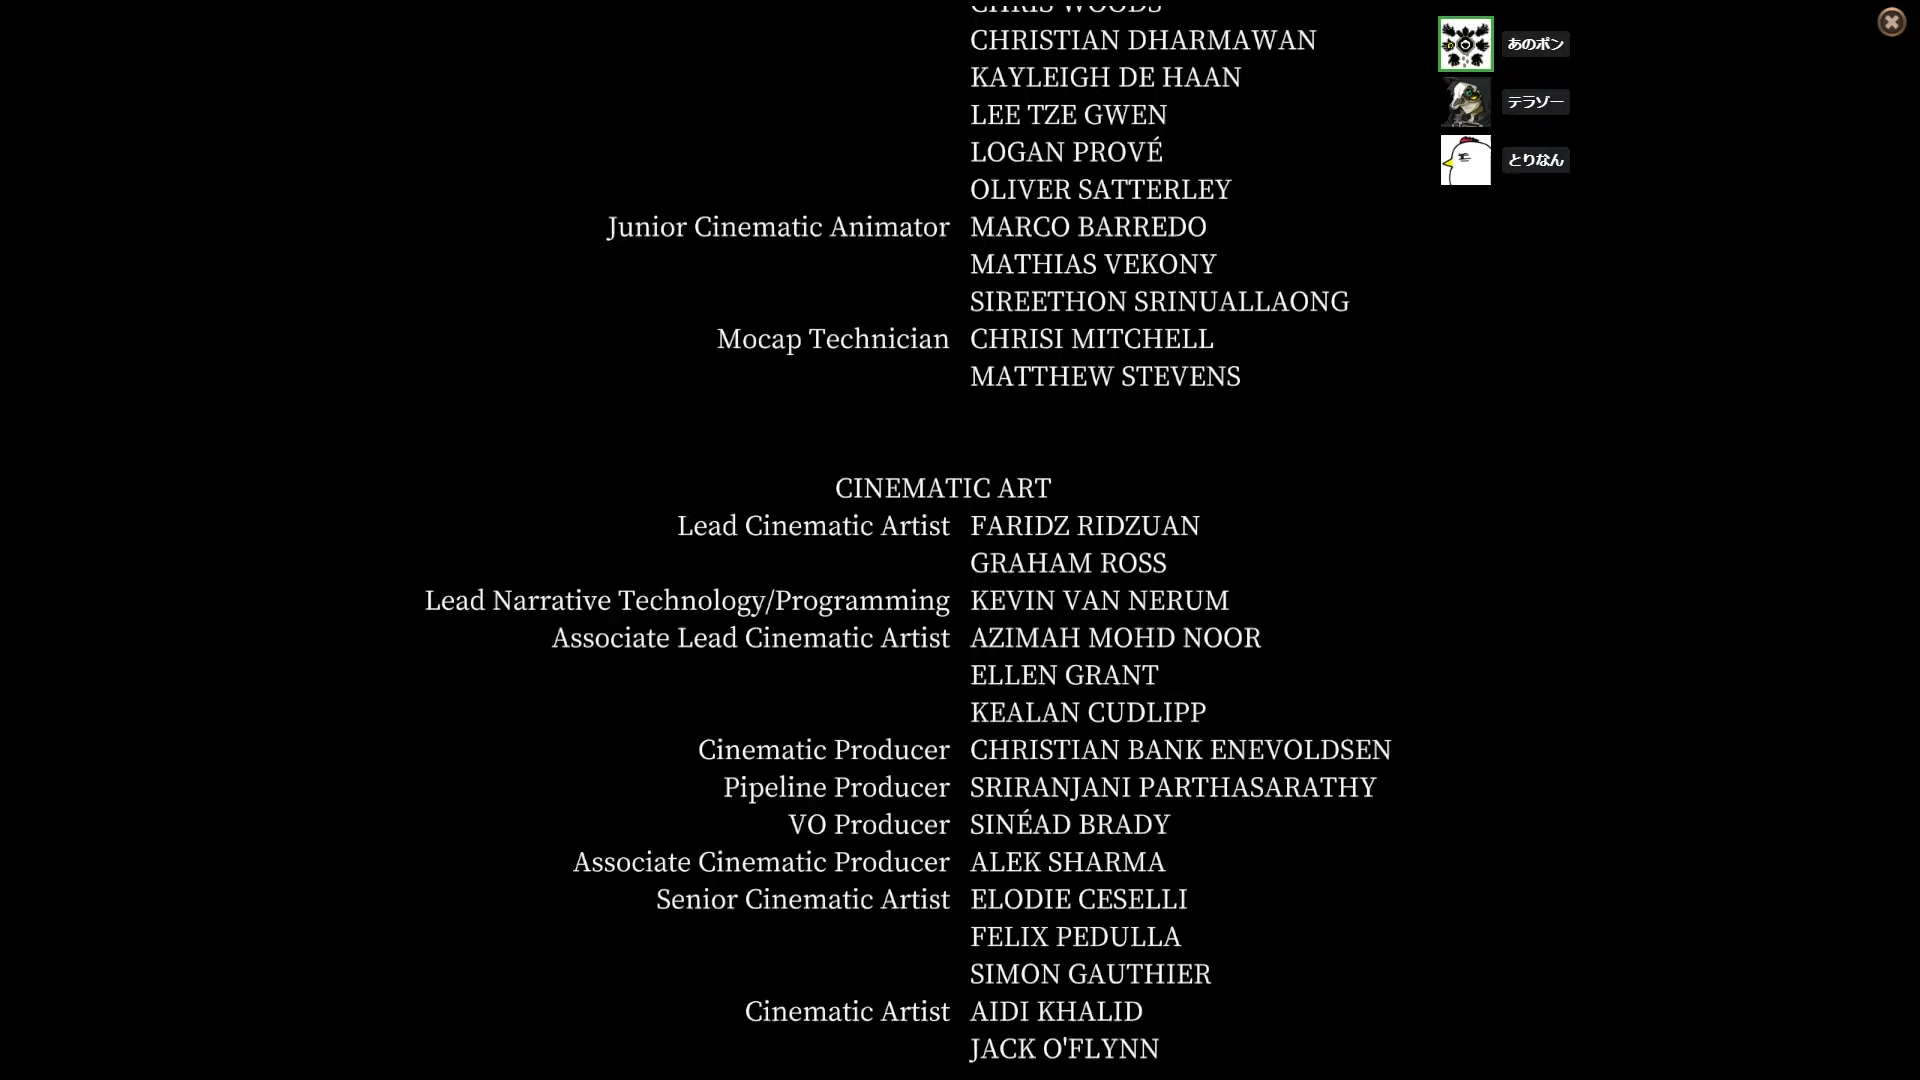 CHRIS WOODS
CHRISTIAN DHARMAWAN
KAYLEIGH DE HAAN
LEE TZE GWEN
LOGAN PROVÉ
OLIVER SATTERLEY
Junior Cinematic Animator MARCO BARREDO
MATHIAS VEKONY
SIREETHON SRINUALLAONG
Mocap Technician CHRISI MITCHELL
MATTHEW STEVENS
CINEMATIC ART
Lead Cinematic Artist FARIDZ RIDZUAN
GRAHAM ROSS
Lead Narrative Technology/Programming KEVIN VAN NERUM
Associate Lead Cinematic Artist AZIMAH MOHD NOOR
ELLEN GRANT
KEALAN CUDLIPP
Cinematic Producer CHRISTIAN BANK ENEVOLDSEN
Pipeline Producer SRIRANJANI PARTHASARATHY
VO Producer SINÉAD BRADY
Associate Cinematic Producer ALEK SHARMA
Senior Cinematic Artist ELODIE CESELLI
FELIX PEDULLA
SIMON GAUTHIER
Cinematic Artist AIDI KHALID
JACK O'FLYNN
あのポン
テラゾー
とりなん